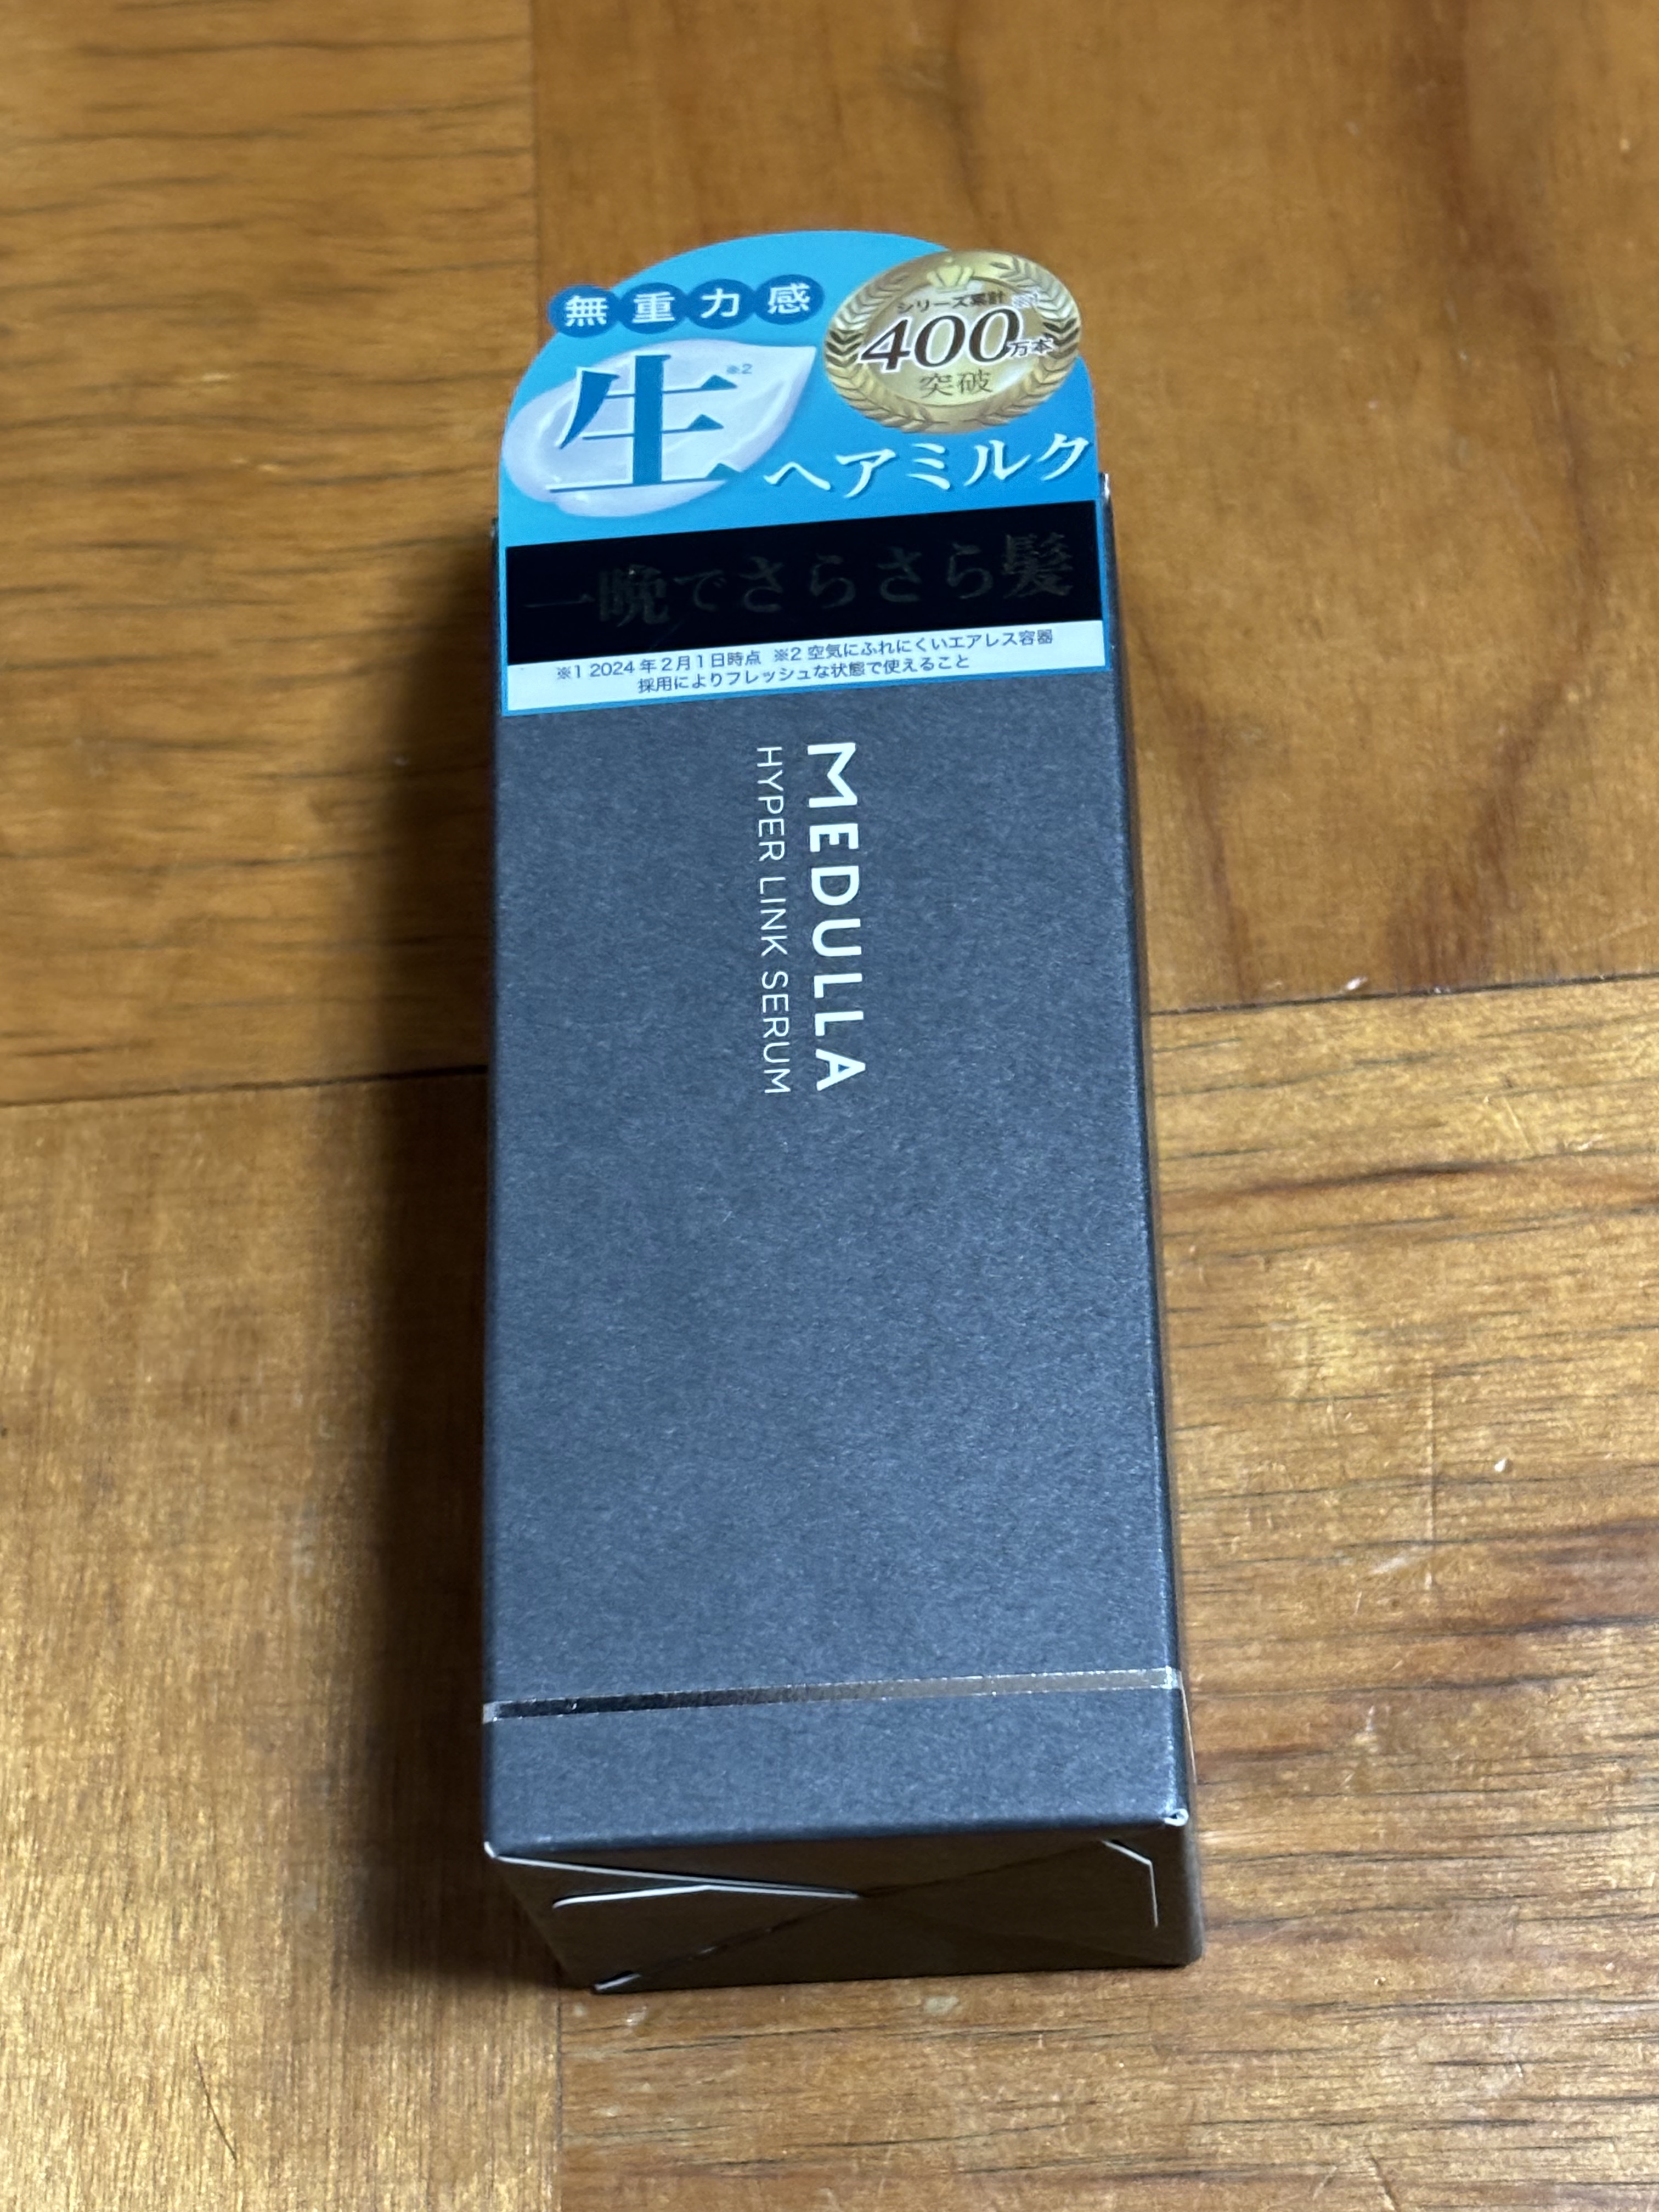 無重力感
シリーズ累計 ※1
400万本
突破
生※2
ヘアミルク
一晩でさらさら髪
※1 2024年2月1日時点 ※2 空気にふれにくいエアレス容器
採用によりフレッシュな状態で使えること
MEDULLA
HYPER LINK SERUM